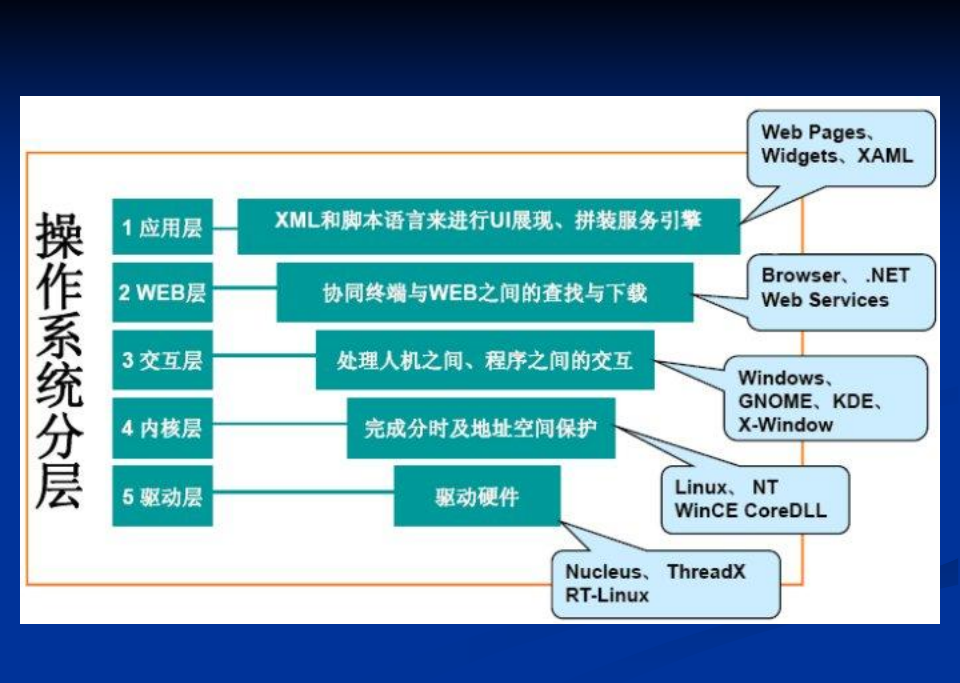 操作系统分层
1 应用层
XML和脚本语言来进行UI展现、拼装服务引擎
Web Pages、
Widgets、XAML
2 WEB层
协同终端与WEB之间的查找与下载
Browser、 .NET
Web Services
3 交互层
处理人机之间、程序之间的交互
Windows、
GNOME、KDE、
X-Window
4 内核层
完成分时及地址空间保护
Linux、 NT
WinCE CoreDLL
5 驱动层
驱动硬件
Nucleus、 ThreadX
RT-Linux